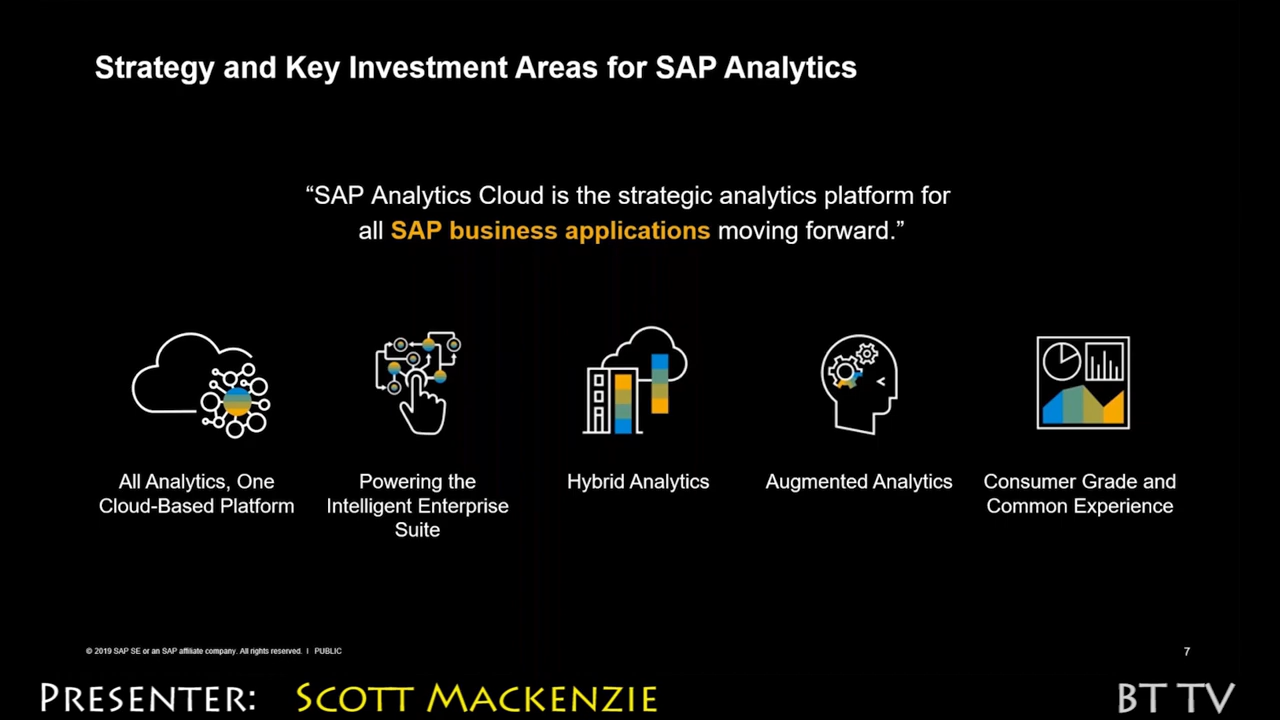 Strategy and Key Investment Areas for SAP Analytics
“SAP Analytics Cloud is the strategic analytics platform for
all SAP business applications moving forward.”
All Analytics, One
Cloud-Based Platform
Powering the
Intelligent Enterprise
Suite
Hybrid Analytics
Augmented Analytics
Consumer Grade and
Common Experience
© 2019 SAP SE or an SAP affiliate company. All rights reserved. I PUBLIC
7
Presenter: Scott Mackenzie
BT TV